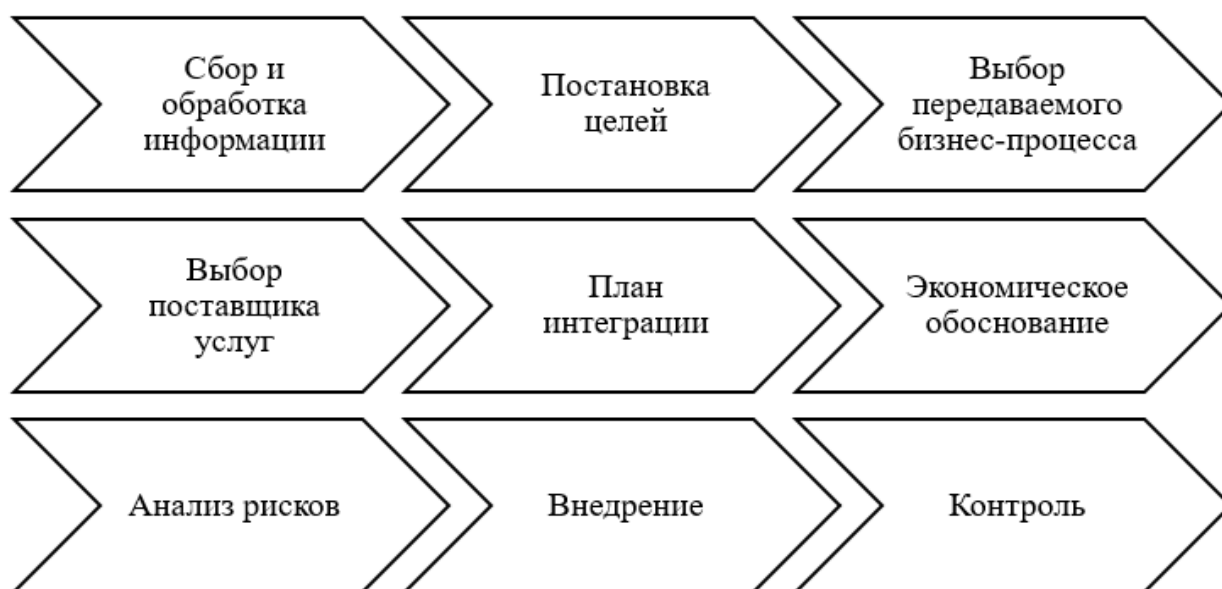 Сбор и
обработка
информации
Постановка
целей
Выбор
передаваемого
бизнес-процесса
Выбор
поставщика
услуг
План
интеграции
Экономическое
обоснование
Анализ рисков
Внедрение
Контроль